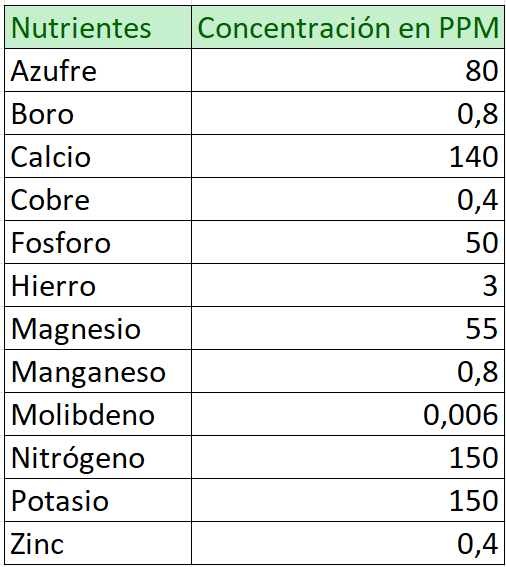 Nutrientes Concentración en PPM
Azufre 80
Boro 0,8
Calcio 140
Cobre 0,4
Fosforo 50
Hierro 3
Magnesio 55
Manganeso 0,8
Molibdeno 0,006
Nitrógeno 150
Potasio 150
Zinc 0,4